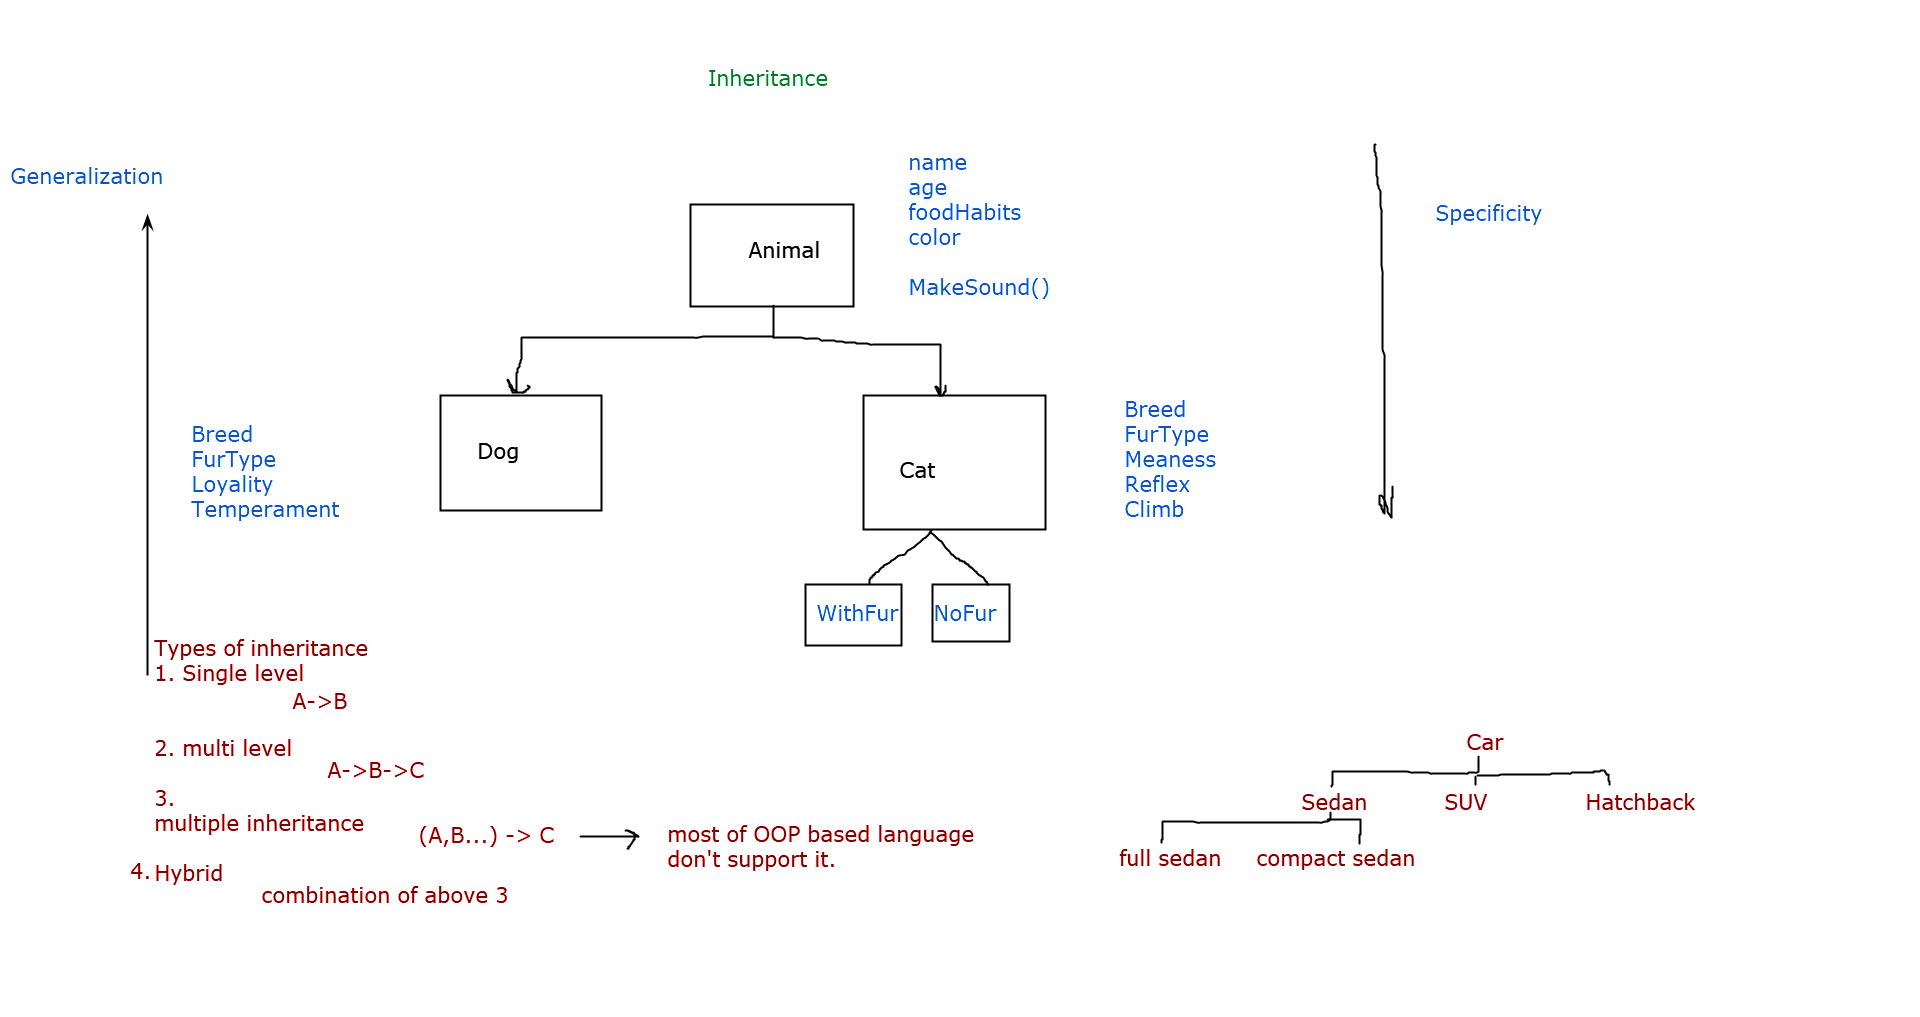 Inheritance
Generalization
name
age
foodHabits
color
MakeSound()
Specificity
Animal
Dog
Cat
Breed
FurType
Loyality
Temperament
Breed
FurType
Meaness
Reflex
Climb
WithFur
NoFur
Types of inheritance
1. Single level
A->B
2. multi level
A->B->C
3.
multiple inheritance
(A,B...) -> C
most of OOP based language
don't support it.
4. Hybrid
combination of above 3
Car
Sedan
SUV
Hatchback
full sedan
compact sedan